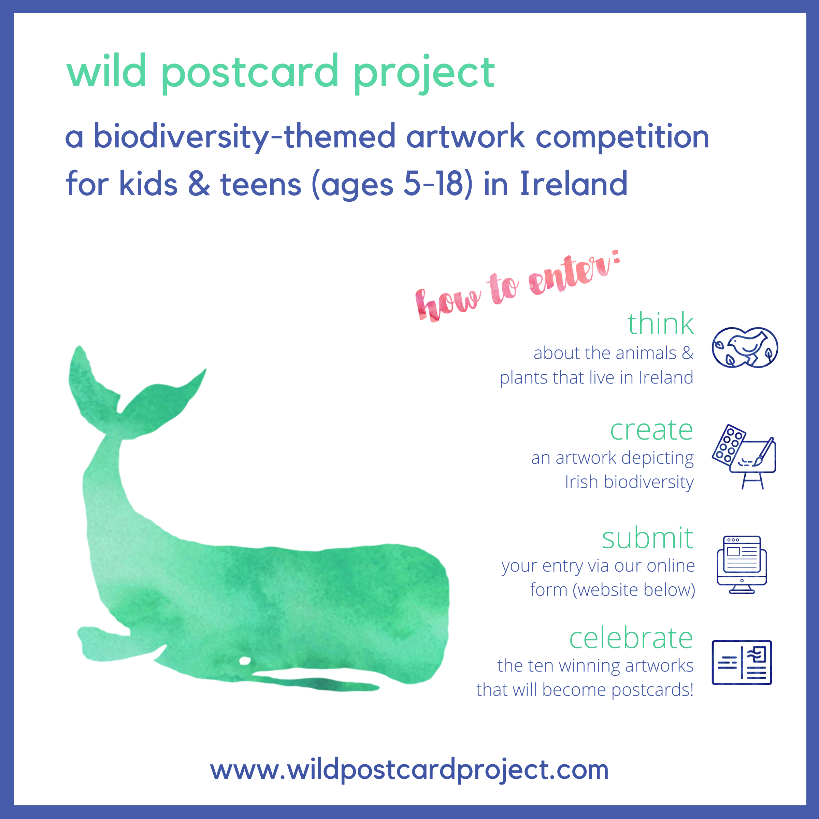 wild postcard project
a biodiversity-themed artwork competition
for kids & teens (ages 5-18) in Ireland
how to enter:
think
about the animals &
plants that live in Ireland
create
an artwork depicting
Irish biodiversity
submit
your entry via our online
form (website below)
celebrate
the ten winning artworks
that will become postcards!
www.wildpostcardproject.com